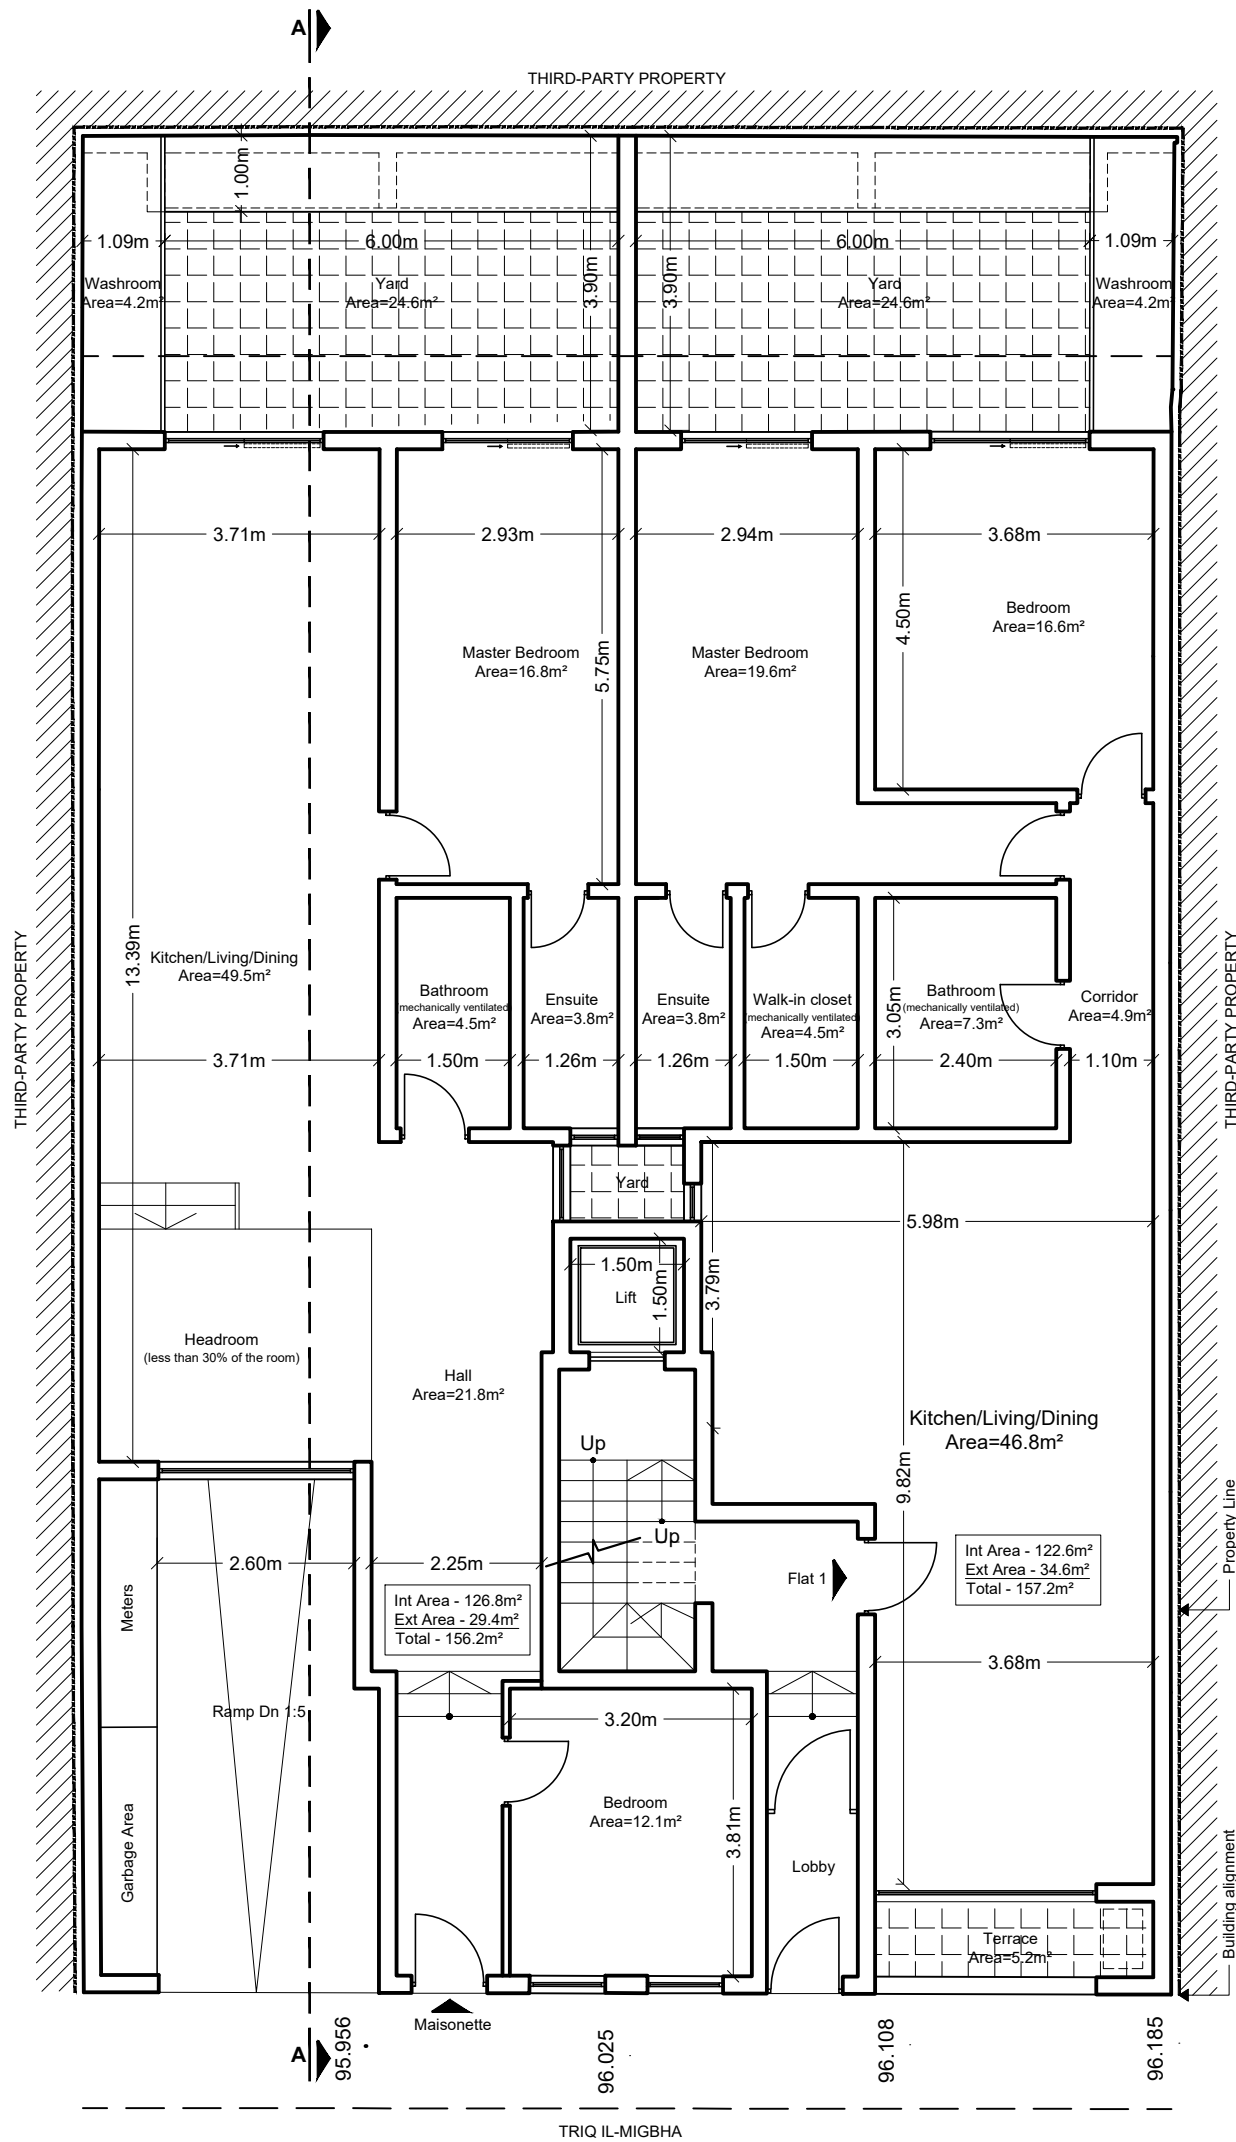 A
THIRD-PARTY PROPERTY
1.00m
1.09m
6.00m
6.00m
1.09m
3.90m
3.90m
Washroom
Area=4.2m²
Yard
Area=24.6m²
Yard
Area=24.6m²
Washroom
Area=4.2m²
3.71m
2.93m
2.94m
3.68m
4.50m
Bedroom
Area=16.6m²
Master Bedroom
Area=16.8m²
5.75m
Master Bedroom
Area=19.6m²
THIRD-PARTY PROPERTY
13.39m
Kitchen/Living/Dining
Area=49.5m²
Bathroom
(mechanically ventilated)
Area=4.5m²
Ensuite
Area=3.8m²
Ensuite
Area=3.8m²
Walk-in closet
(mechanically ventilated)
Area=4.5m²
3.05m
Bathroom
(mechanically ventilated)
Area=7.3m²
Corridor
Area=4.9m²
THIRD-PARTY PROPERTY
3.71m
1.50m
1.26m
1.26m
1.50m
2.40m
1.10m
Yard
5.98m
1.50m
1.50m
Lift
3.79m
Headroom
(less than 30% of the room)
Hall
Area=21.8m²
Kitchen/Living/Dining
Area=46.8m²
Up
9.82m
Up
Property Line
2.60m
2.25m
Flat 1
Int Area - 122.6m²
Ext Area - 34.6m²
Total - 157.2m²
Int Area - 126.8m²
Ext Area - 29.4m²
Total - 156.2m²
Meters
3.68m
Ramp Dn 1:5
3.20m
Bedroom
Area=12.1m²
3.81m
Garbage Area
Lobby
Building alignment
Terrace
Area=5.2m²
Maisonette
A
95.956
96.025
96.108
96.185
TRIQ IL-MIGBHA